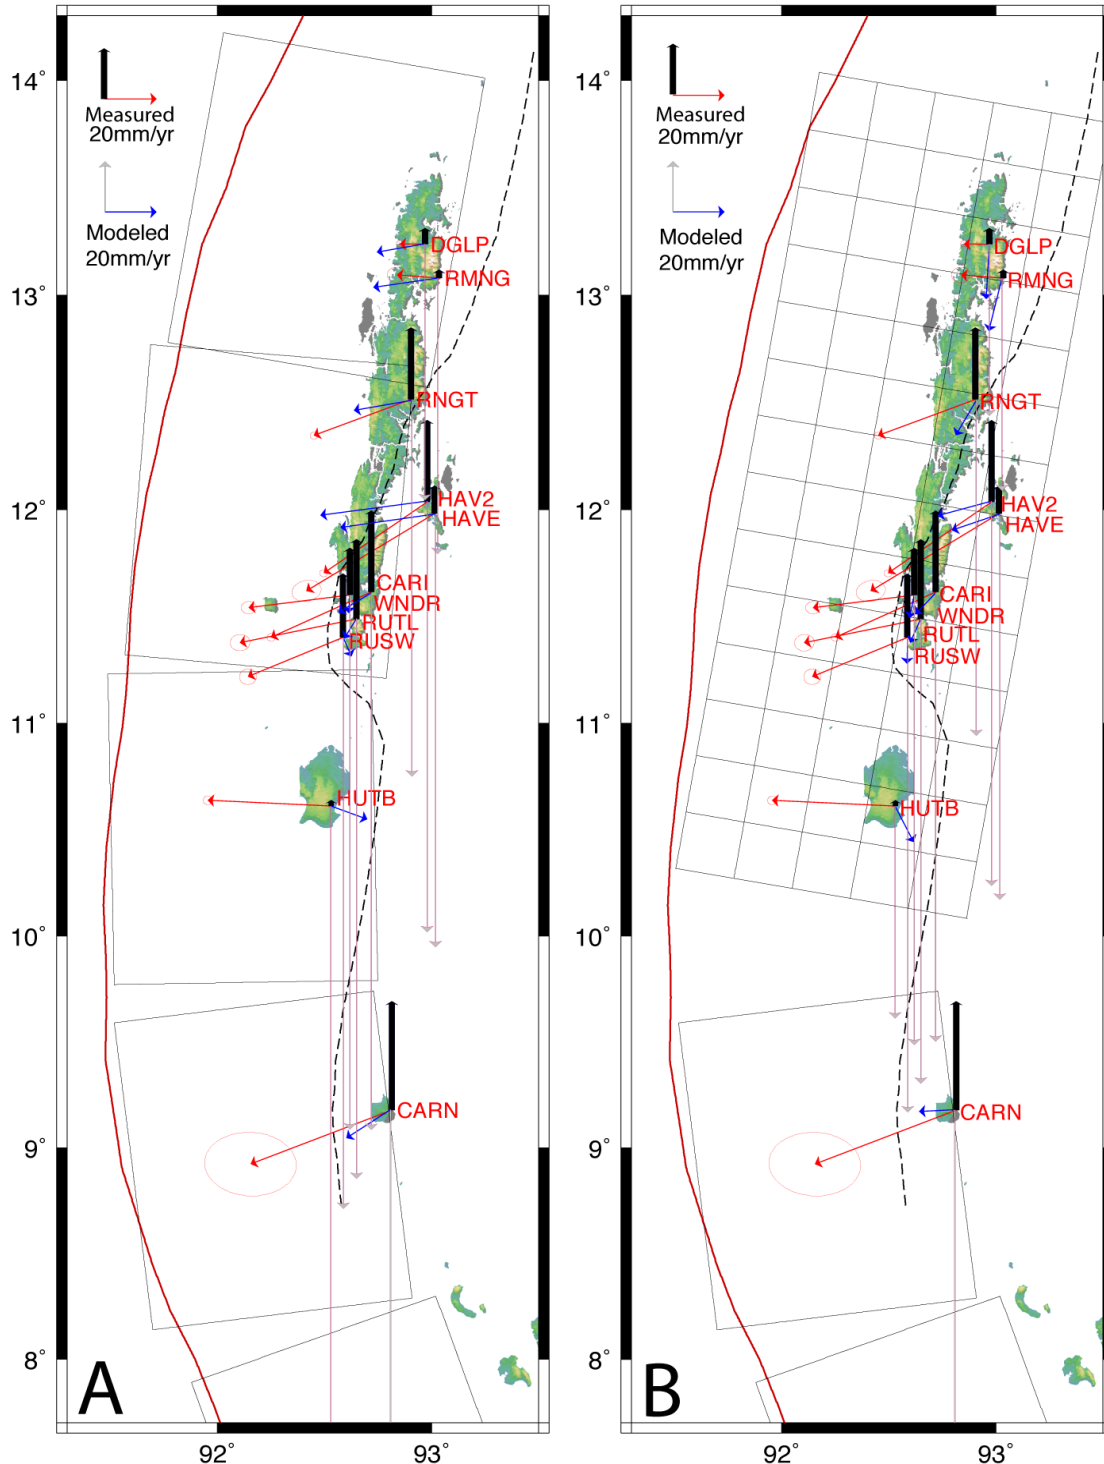 14°
13°
12°
11°
10°
9°
8°
92°
93°
Measured
20mm/yr
Modeled
20mm/yr
DGLP
RMNG
RNGT
HAV2
HAVE
CARI
WNDR
RUTL
RUSW
HUTB
CARN
A
14°
13°
12°
11°
10°
9°
8°
92°
93°
Measured
20mm/yr
Modeled
20mm/yr
DGLP
RMNG
RNGT
HAV2
HAVE
CARI
WNDR
RUTL
RUSW
HUTB
CARN
B